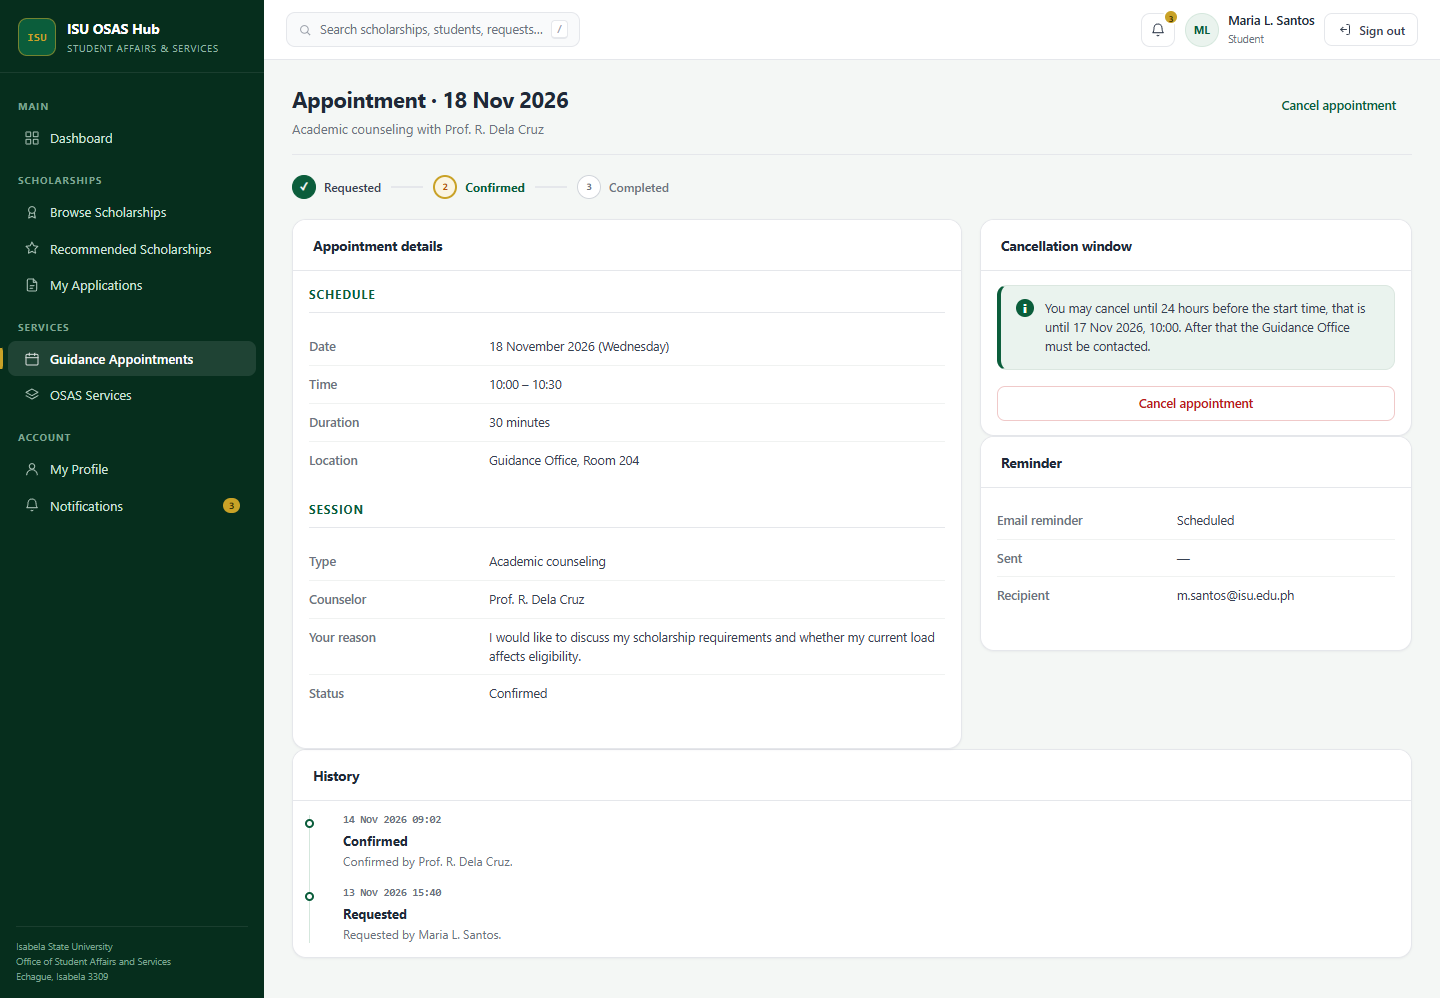 ISU
ISU OSAS Hub
STUDENT AFFAIRS & SERVICES
MAIN
Dashboard
SCHOLARSHIPS
Browse Scholarships
Recommended Scholarships
My Applications
SERVICES
Guidance Appointments
OSAS Services
ACCOUNT
My Profile
Notifications
3
Isabela State University
Office of Student Affairs and Services
Echague, Isabela 3309
Search scholarships, students, requests...
/
3
ML
Maria L. Santos
Student
Sign out
Appointment · 18 Nov 2026
Academic counseling with Prof. R. Dela Cruz
Cancel appointment
Requested
2
Confirmed
3
Completed
Appointment details
SCHEDULE
Date
18 November 2026 (Wednesday)
Time
10:00 – 10:30
Duration
30 minutes
Location
Guidance Office, Room 204
SESSION
Type
Academic counseling
Counselor
Prof. R. Dela Cruz
Your reason
I would like to discuss my scholarship requirements and whether my current load
affects eligibility.
Status
Confirmed
Cancellation window
You may cancel until 24 hours before the start time, that is
until 17 Nov 2026, 10:00. After that the Guidance Office
must be contacted.
Cancel appointment
Reminder
Email reminder
Scheduled
Sent
—
Recipient
m.santos@isu.edu.ph
History
14 Nov 2026 09:02
Confirmed
Confirmed by Prof. R. Dela Cruz.
13 Nov 2026 15:40
Requested
Requested by Maria L. Santos.